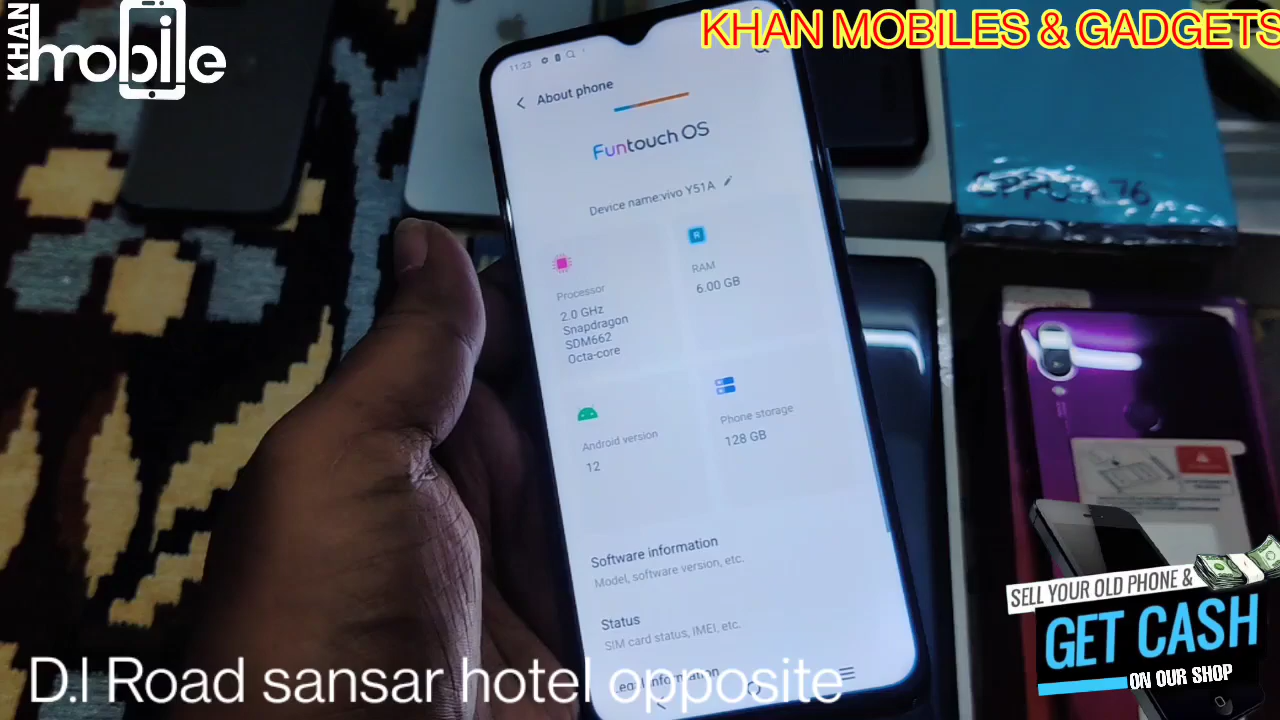 KHAN
mobile
KHAN MOBILES & GADGETS
11:23
About phone
Funtouch OS
Device name:vivo Y51A
Processor
2.0 GHz
Snapdragon
SDM662
Octa-core
R
RAM
6.00 GB
Android version
12
Phone storage
128 GB
Software information
Model, software version, etc.
Status
SIM card status, IMEI, etc.
Legal information
SELL YOUR OLD PHONE &
GET CASH
ON OUR SHOP
D.I Road sansar hotel opposite